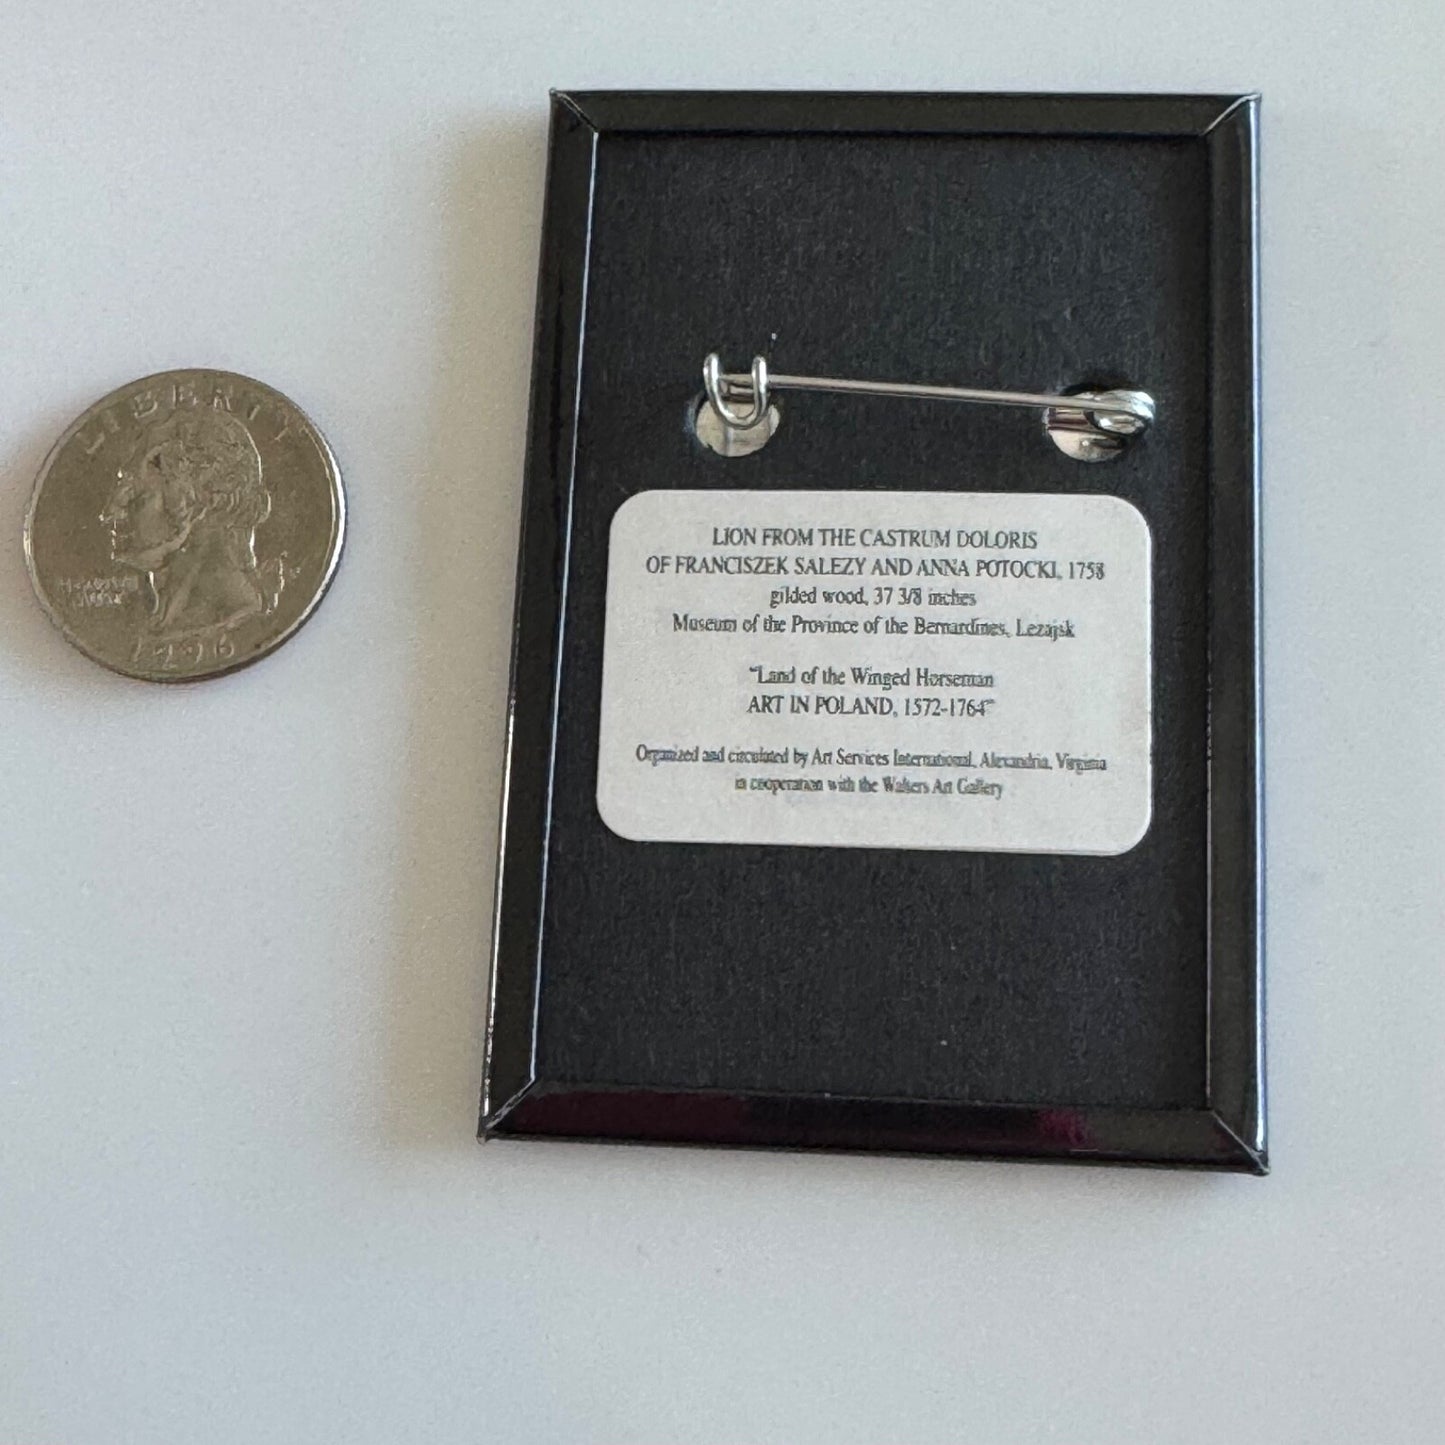 LIBERTY
1996
LION FROM THE CASTRUM DOLORIS
OF FRANCISZEK SALEZY AND ANNA POTOCKI, 1758
gilded wood, 37 3/8 inches
Museum of the Province of the Bernardines, Lezajsk
"Land of the Winged Horseman
ART IN POLAND, 1572-1764"
Organized and circulated by Art Services International, Alexandria, Virginia
in cooperation with the Walters Art Gallery